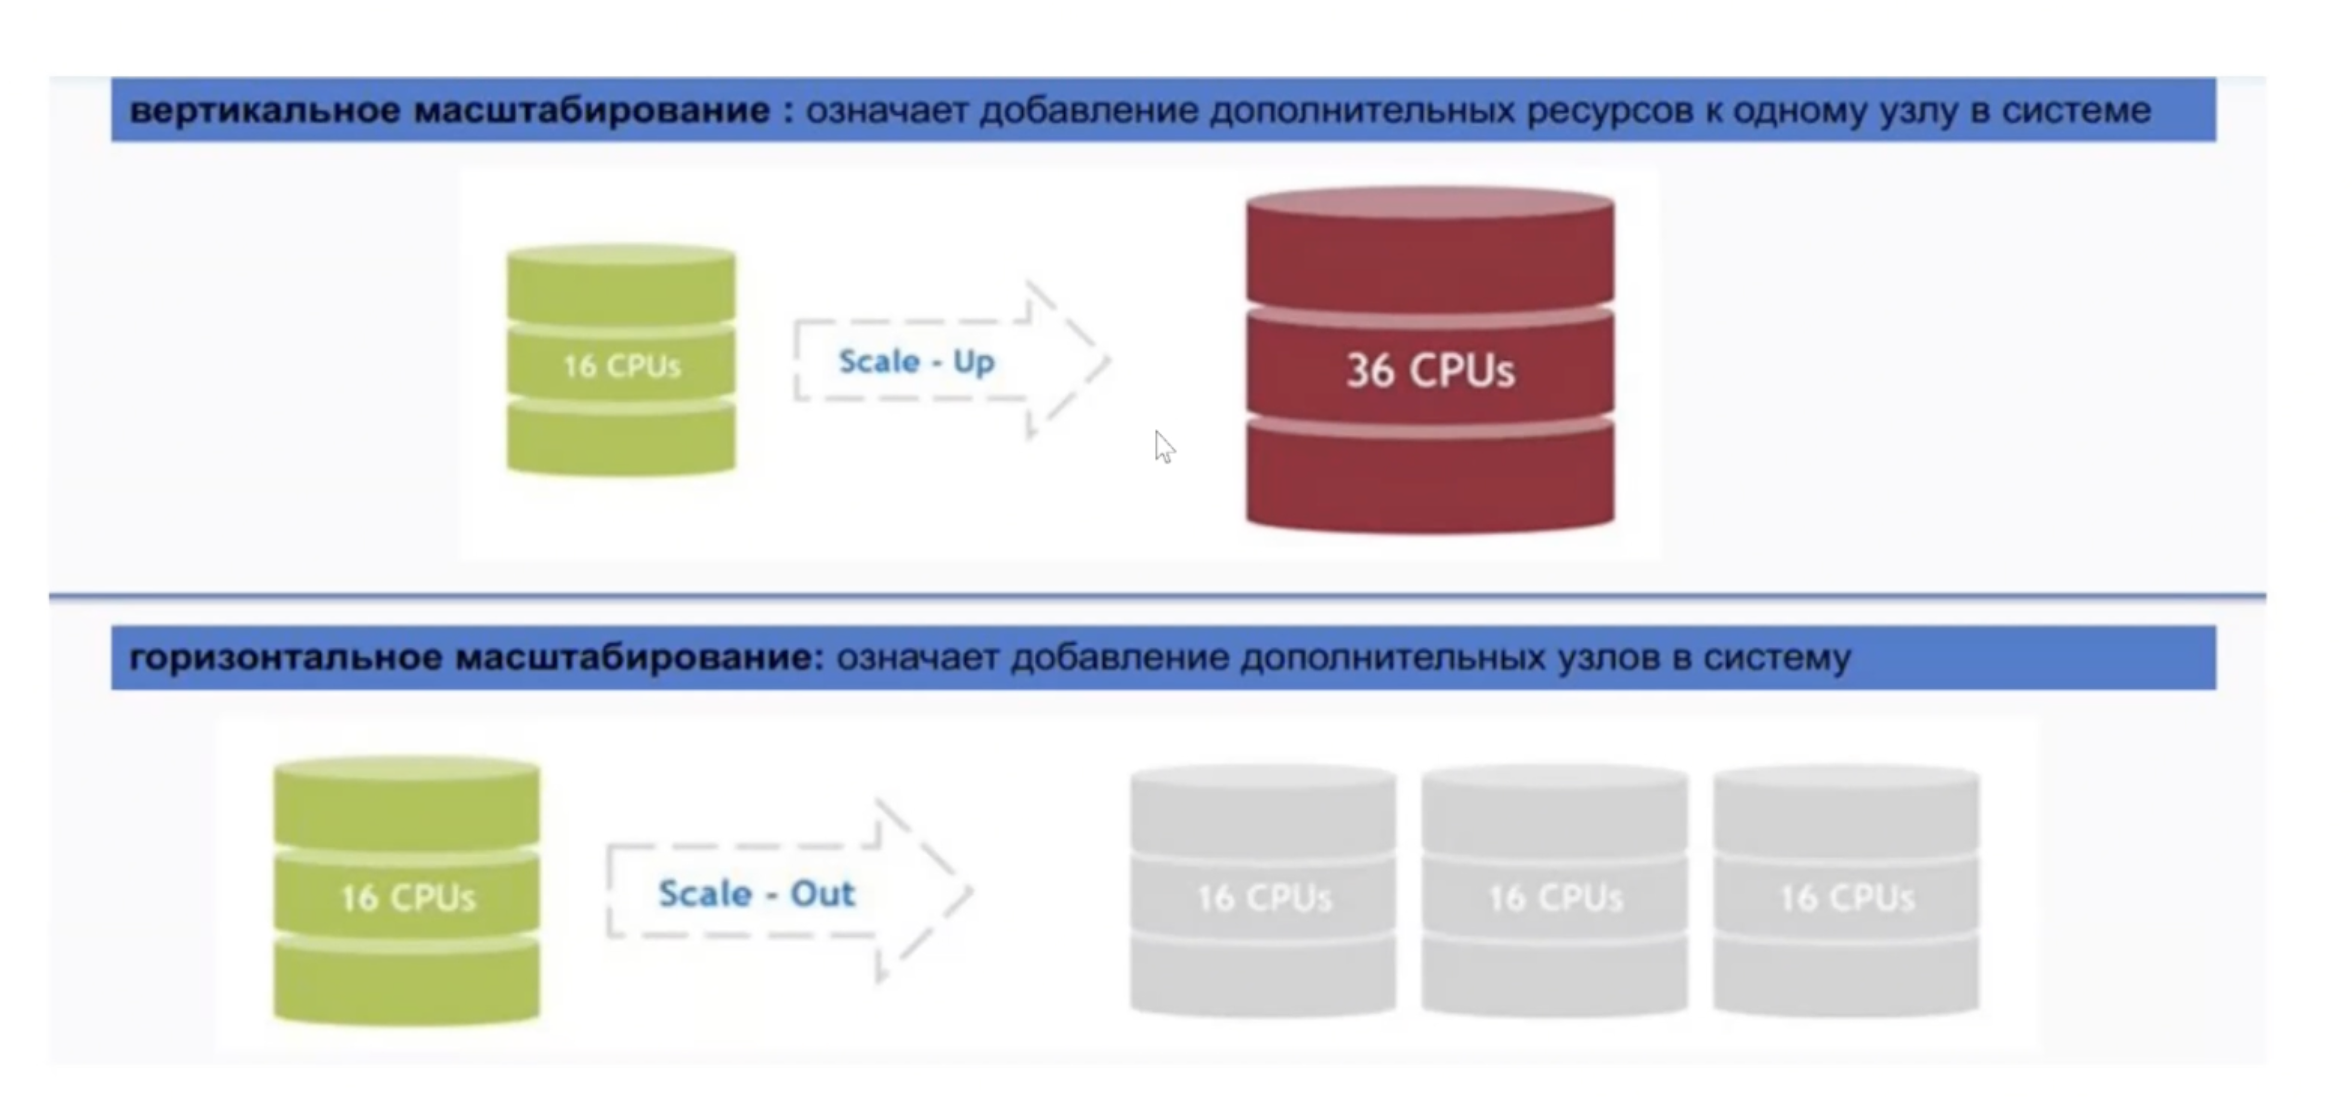 вертикальное масштабирование : означает добавление дополнительных ресурсов к одному узлу в системе
16 CPUs
Scale - Up
36 CPUs
горизонтальное масштабирование: означает добавление дополнительных узлов в систему
16 CPUs
Scale - Out
16 CPUs
16 CPUs
16 CPUs